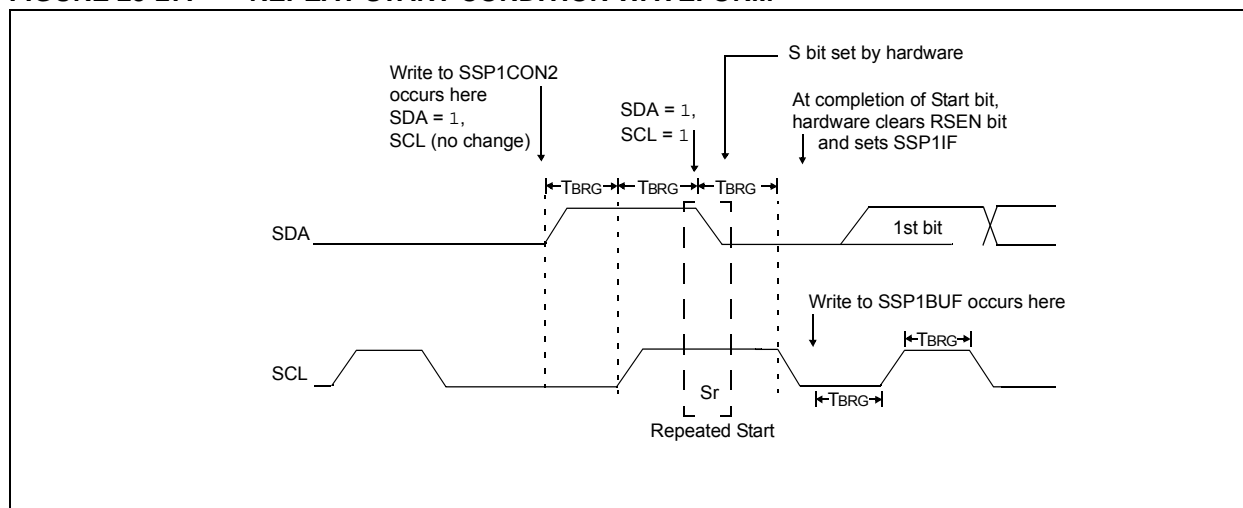 S bit set by hardware
Write to SSP1CON2
occurs here
SDA = 1,
SCL (no change)
SDA = 1,
SCL = 1
At completion of Start bit,
hardware clears RSEN bit
and sets SSP1IF
TBRG TBRG TBRG
SDA
1st bit
Write to SSP1BUF occurs here
TBRG
SCL
Sr
TBRG
Repeated Start